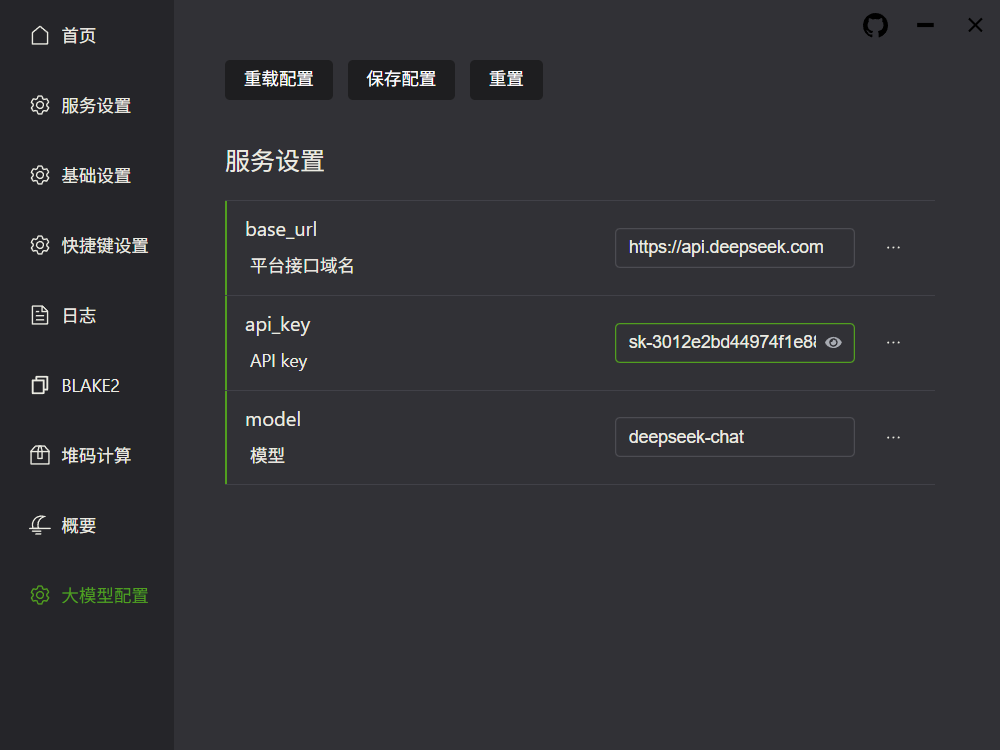 首页
服务设置
基础设置
快捷键设置
日志
BLAKE2
堆码计算
概要
大模型配置
重载配置 保存配置 重置
服务设置
base_url
平台接口域名
https://api.deepseek.com
api_key
API key
sk-3012e2bd44974f1e88
model
模型
deepseek-chat